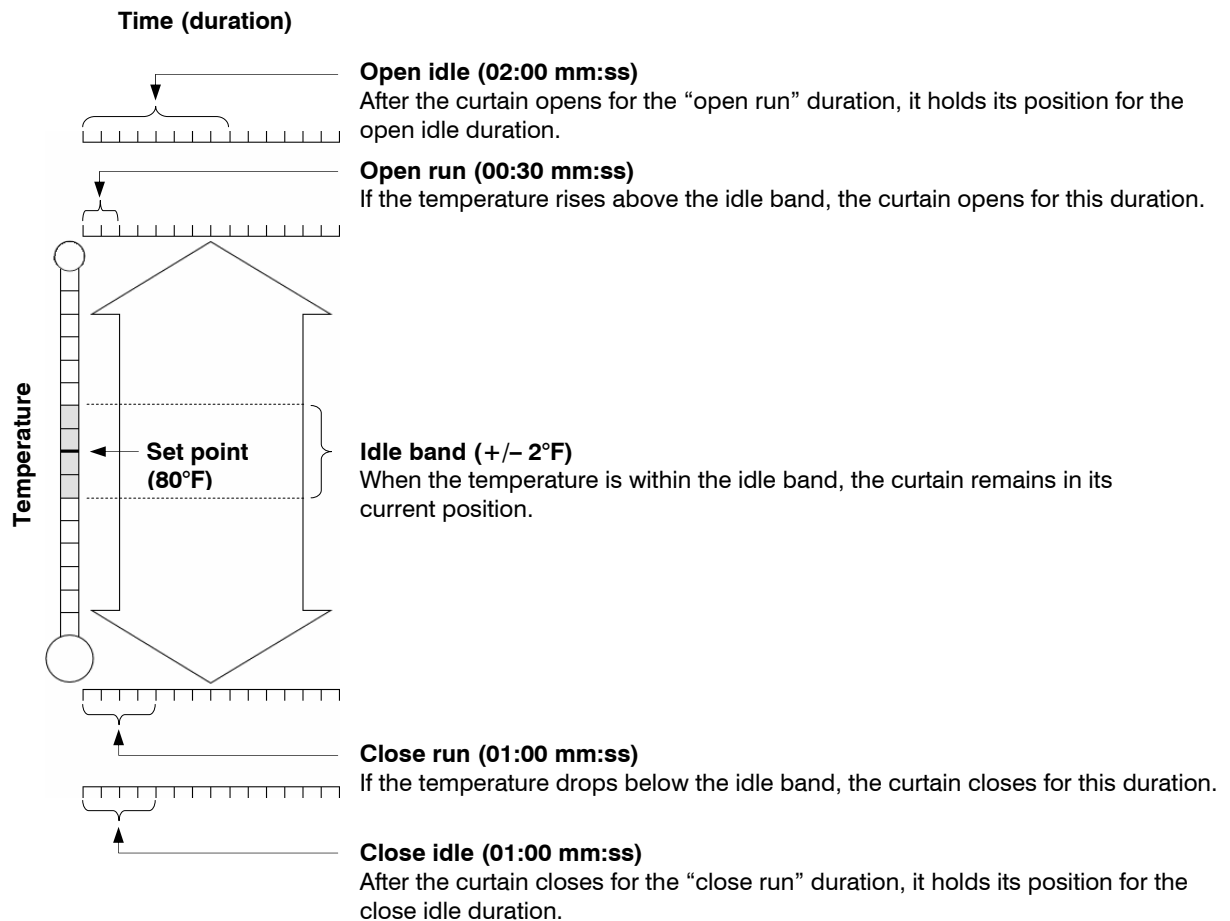 Time (duration)
Open idle (02:00 mm:ss)
After the curtain opens for the “open run” duration, it holds its position for the
open idle duration.
Open run (00:30 mm:ss)
If the temperature rises above the idle band, the curtain opens for this duration.
Temperature
Set point
(80°F)
Idle band (+/– 2°F)
When the temperature is within the idle band, the curtain remains in its
current position.
Close run (01:00 mm:ss)
If the temperature drops below the idle band, the curtain closes for this duration.
Close idle (01:00 mm:ss)
After the curtain closes for the “close run” duration, it holds its position for the
close idle duration.